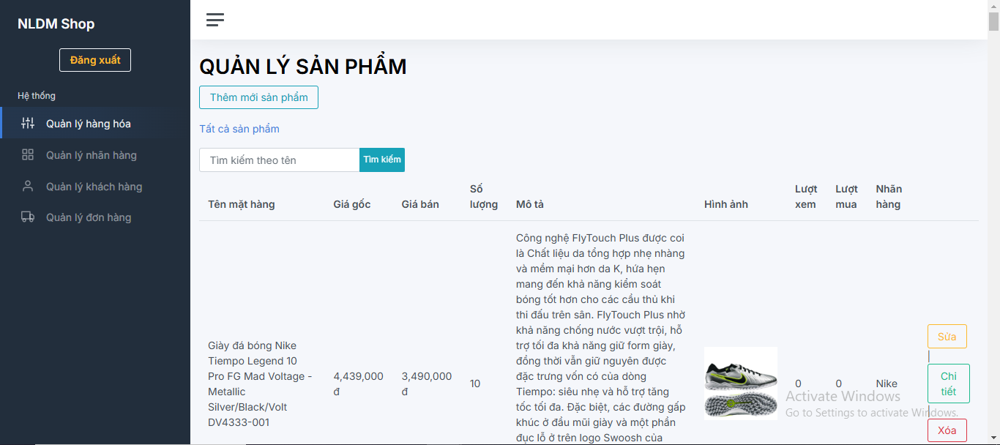 NLDM Shop
Đăng xuất
Hệ thống
Quản lý hàng hóa
Quản lý nhãn hàng
Quản lý khách hàng
Quản lý đơn hàng
QUẢN LÝ SẢN PHẨM
Thêm mới sản phẩm
Tất cả sản phẩm
Tìm kiếm theo tên
Tìm kiếm
Tên mặt hàng
Giá gốc
Giá bán
Số
lượng
Mô tả
Hình ảnh
Lượt
xem
Lượt
mua
Nhãn
hàng
Giày đá bóng Nike
Tiempo Legend 10
Pro FG Mad Voltage -
Metallic
Silver/Black/Volt
DV4333-001
4,439,000
đ
3,490,000
đ
10
Công nghệ FlyTouch Plus được coi
là Chất liệu da tổng hợp nhẹ nhàng
và mềm mại hơn da K, hứa hẹn
mang đến khả năng kiểm soát
bóng tốt hơn cho các cầu thủ khi
thi đấu trên sân. FlyTouch Plus nhờ
khả năng chống nước vượt trội, hỗ
trợ tối đa khả năng giữ form giày,
đồng thời vẫn giữ nguyên được
đặc trưng vốn có của dòng
Tiempo: siêu nhẹ và hỗ trợ tăng
tốc tối đa. Đặc biệt, các đường gấp
khúc ở đầu mũi giày và một phần
đục lỗ ở trên logo Swoosh của
0
0
Nike
Sửa
|
Chi
tiết
|
Xóa
Activate Windows
Go to Settings to activate Windows.